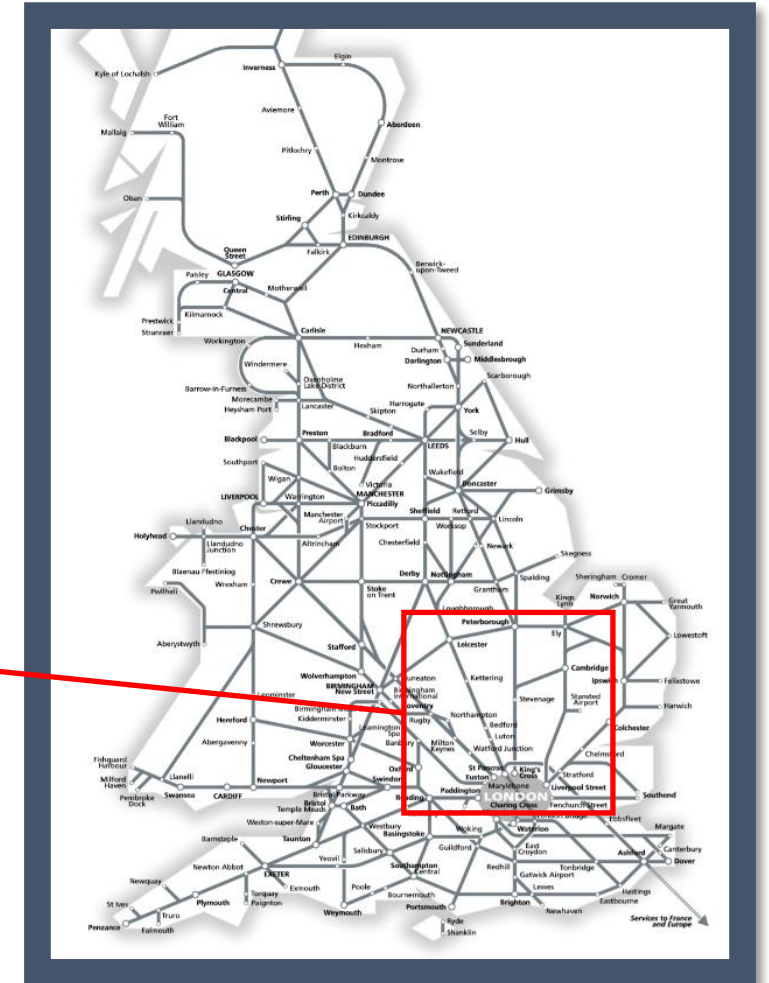 Elgin
Kyle of Lochalsh
Inverness
Aviemore
Fort
William
Mallaig
Aberdeen
Pitlochry
Montrose
Oban
Perth
Dundee
Stirling
Kirkcaldy
EDINBURGH
Queen
Street
Falkirk
Berwick-
upon-Tweed
Paisley
GLASGOW
Central
Motherwell
Prestwick
Kilmarnock
Stranraer
Carlisle
NEWCASTLE
Workington
Hexham
Durham
Sunderland
Darlington
Middlesbrough
Windermere
Scarborough
Oxenholme
Lake District
Barrow-in-Furness
Northallerton
Morecambe
Heysham Port
Lancaster
Harrogate
Skipton
York
Blackpool
Preston
Bradford
Selby
Blackburn
LEEDS
Hull
Southport
Huddersfield
Bolton
Wakefield
Wigan
Victoria
MANCHESTER
Piccadilly
Doncaster
LIVERPOOL
Warrington
Grimsby
Manchester
Airport
Sheffield
Retford
Llandudno
Chester
Stockport
Worksop
Lincoln
Holyhead
Llandudno
Junction
Altrincham
Chesterfield
Newark
Skegness
Blaenau Ffestiniog
Wrexham
Crewe
Derby
Nottingham
Spalding
Sheringham
Cromer
Pwllheli
Stoke
on Trent
Grantham
Kings
Lynn
Norwich
Great
Yarmouth
Loughborough
Shrewsbury
Peterborough
Ely
Aberystwyth
Stafford
Leicester
Lowestoft
Wolverhampton
Nuneaton
Kettering
Cambridge
BIRMINGHAM
New Street
Birmingham
International
Ipswich
Felixstowe
Leominster
Coventry
Stevenage
Stansted
Airport
Harwich
Kidderminster
Rugby
Northampton
Hereford
Leamington
Spa
Bedford
Colchester
Abergavenny
Worcester
Banbury
Milton
Keynes
Luton
Watford Junction
Chelmsford
Cheltenham Spa
Gloucester
Fishguard
Harbour
Oxford
St Pancras
King's
Cross
Euston
Stratford
Milford
Haven
Llanelli
Newport
Swindon
Marylebone
Liverpool Street
Pembroke
Dock
Swansea
CARDIFF
Bristol Parkway
Paddington
LONDON
Southend
Bristol
Temple Meads
Bath
Reading
Charing Cross
Fenchurch Street
Weston-super-Mare
Westbury
Basingstoke
Woking
Waterloo
London Bridge
Ebbsfleet
Margate
Barnstaple
Taunton
Salisbury
Guildford
East
Croydon
Canterbury
Newton Abbot
Yeovil
Southampton
Central
Redhill
Tonbridge
Ashford
Dover
EXETER
Gatwick Airport
Newquay
Exmouth
Poole
Bournemouth
Lewes
Hastings
St Ives
Plymouth
Torquay
Paignton
Weymouth
Portsmouth
Brighton
Newhaven
Eastbourne
Truro
Penzance
Falmouth
Ryde
Shanklin
Services to France
and Europe